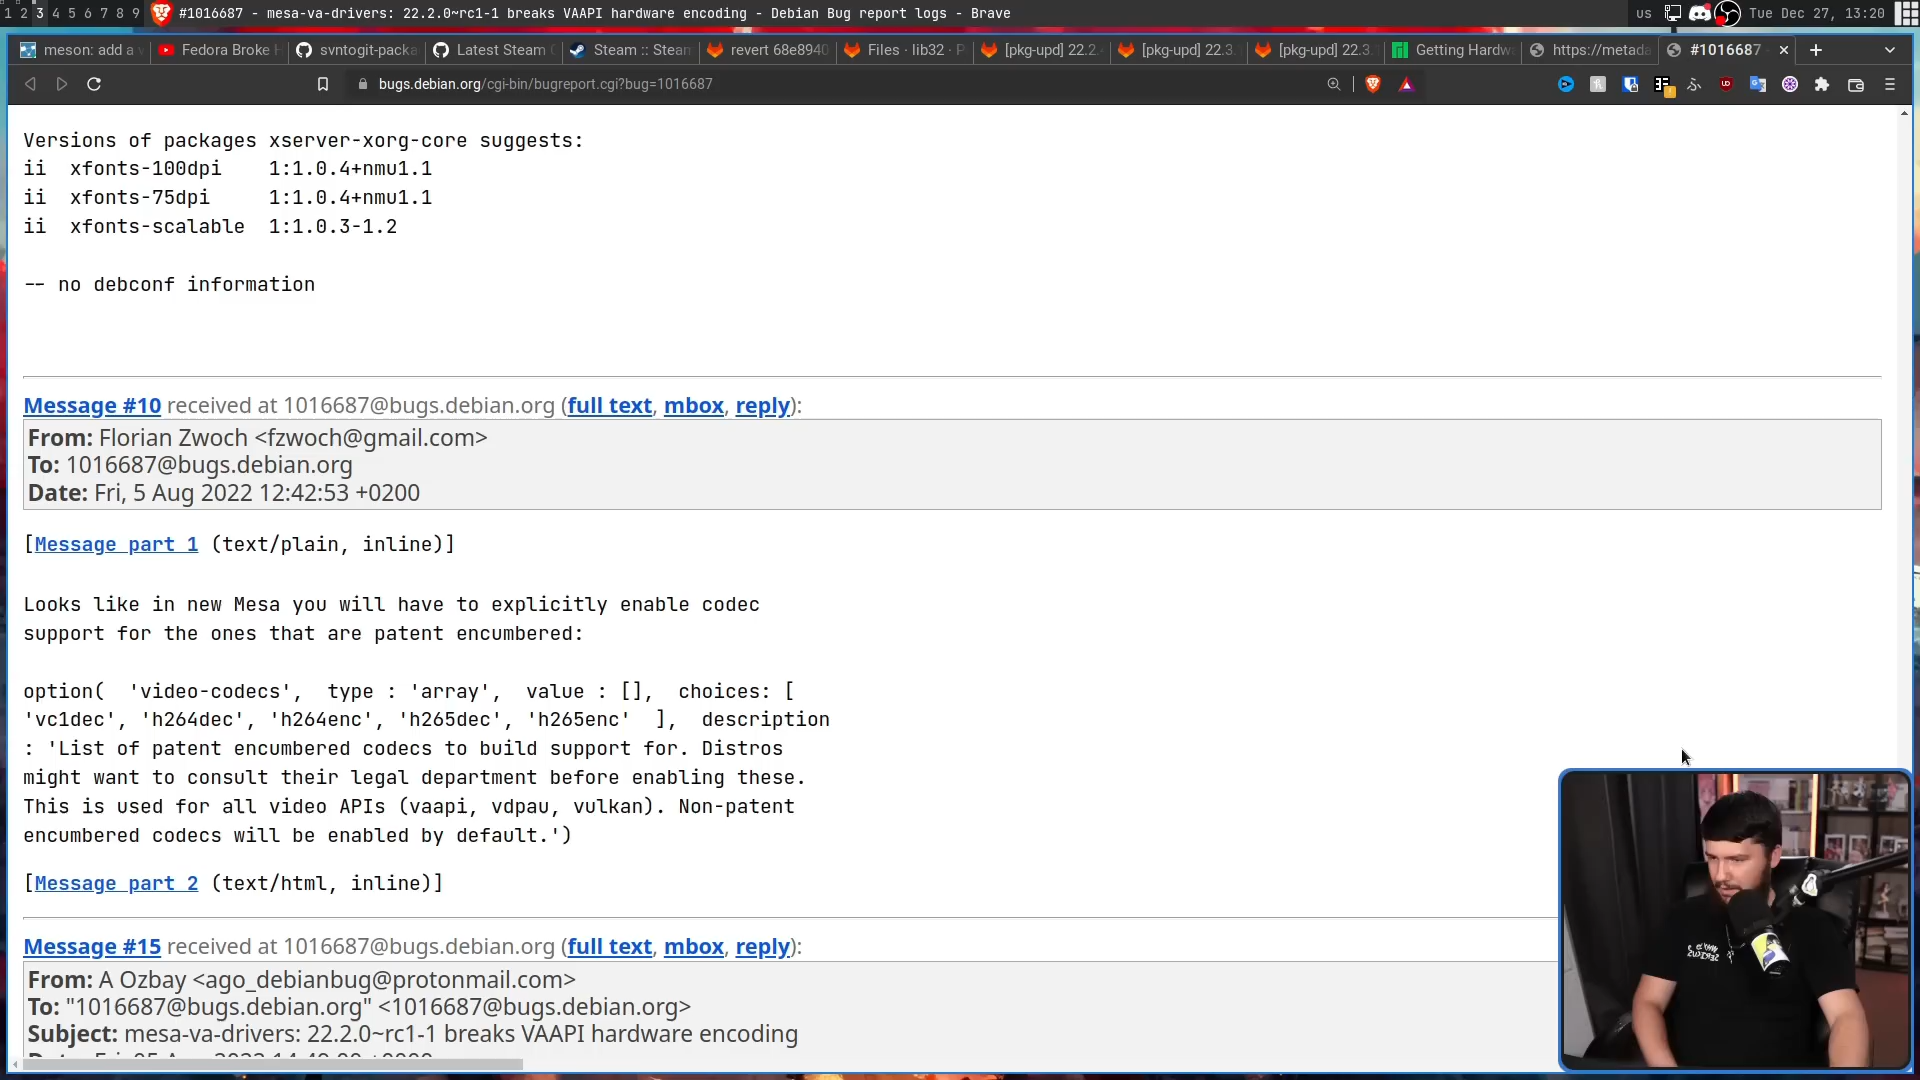 1 2 3 4 5 6 7 8 9 #1016687 - mesa-va-drivers: 22.2.0~rc1-1 breaks VAAPI hardware encoding - Debian Bug report logs - Brave us Tue Dec 27, 13:20
meson: add a Fedora Broke svntogit-packa Latest Steam Steam :: Steam revert 68e8940 Files · lib32 · P [pkg-upd] 22.2. [pkg-upd] 22.3. [pkg-upd] 22.3. Getting Hardw https://metada #1016687
bugs.debian.org/cgi-bin/bugreport.cgi?bug=1016687
Versions of packages xserver-xorg-core suggests:
ii xfonts-100dpi 1:1.0.4+nmu1.1
ii xfonts-75dpi 1:1.0.4+nmu1.1
ii xfonts-scalable 1:1.0.3-1.2
-- no debconf information
Message #10 received at 1016687@bugs.debian.org (full text, mbox, reply):
From: Florian Zwoch <fzwoch@gmail.com>
To: 1016687@bugs.debian.org
Date: Fri, 5 Aug 2022 12:42:53 +0200
[Message part 1 (text/plain, inline)]
Looks like in new Mesa you will have to explicitly enable codec
support for the ones that are patent encumbered:
option( 'video-codecs', type : 'array', value : [], choices: [
'vc1dec', 'h264dec', 'h264enc', 'h265dec', 'h265enc' ], description
: 'List of patent encumbered codecs to build support for. Distros
might want to consult their legal department before enabling these.
This is used for all video APIs (vaapi, vdpau, vulkan). Non-patent
encumbered codecs will be enabled by default.')
[Message part 2 (text/html, inline)]
Message #15 received at 1016687@bugs.debian.org (full text, mbox, reply):
From: A Ozbay <ago_debianbug@protonmail.com>
To: "1016687@bugs.debian.org" <1016687@bugs.debian.org>
Subject: mesa-va-drivers: 22.2.0~rc1-1 breaks VAAPI hardware encoding